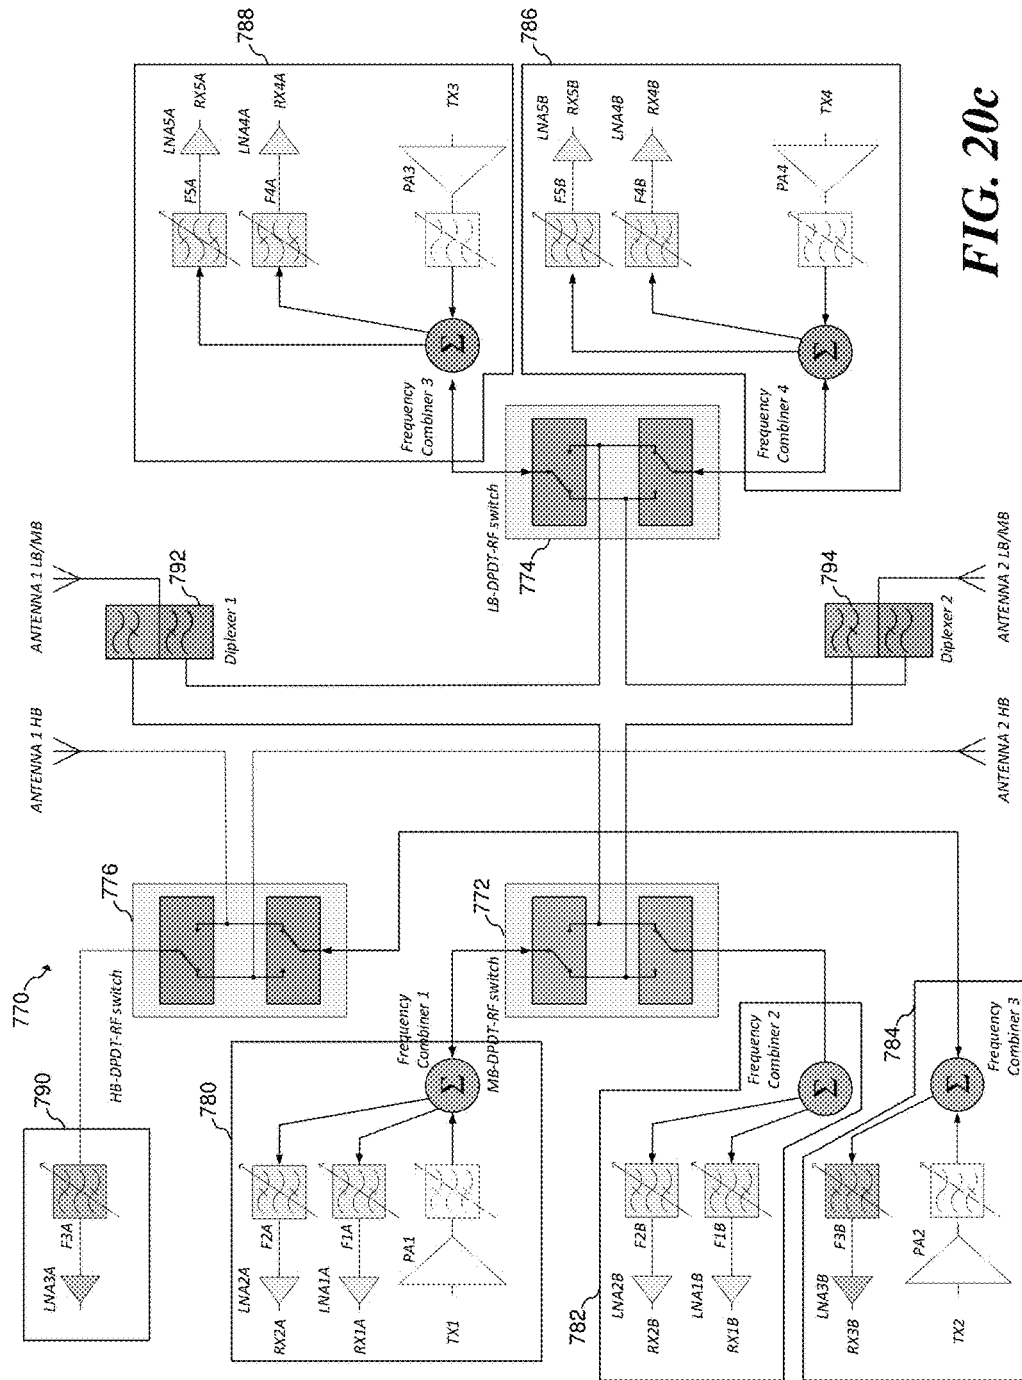 770
790
LNA3A
F3A
HB-DPDT-RF switch
776
ANTENNA 1 HB
ANTENNA 1 LB/MB
792
Diplexer 1
788
LNA5A
RX5A
F5A
LNA4A
RX4A
F4A
PA3
TX3
Σ
Frequency
Combiner 3
780
LNA2A
RX2A
F2A
LNA1A
RX1A
F1A
PA1
TX1
Σ
Frequency
Combiner 1
MB-DPDT-RF switch
772
LB-DPDT-RF switch
774
786
LNA5B
RX5B
F5B
LNA4B
RX4B
F4B
PA4
TX4
Σ
Frequency
Combiner 4
782
LNA2B
RX2B
F2B
LNA1B
RX1B
F1B
Σ
Frequency
Combiner 2
784
LNA3B
RX3B
F3B
PA2
TX2
Σ
Frequency
Combiner 3
ANTENNA 2 HB
ANTENNA 2 LB/MB
794
Diplexer 2
FIG. 20c